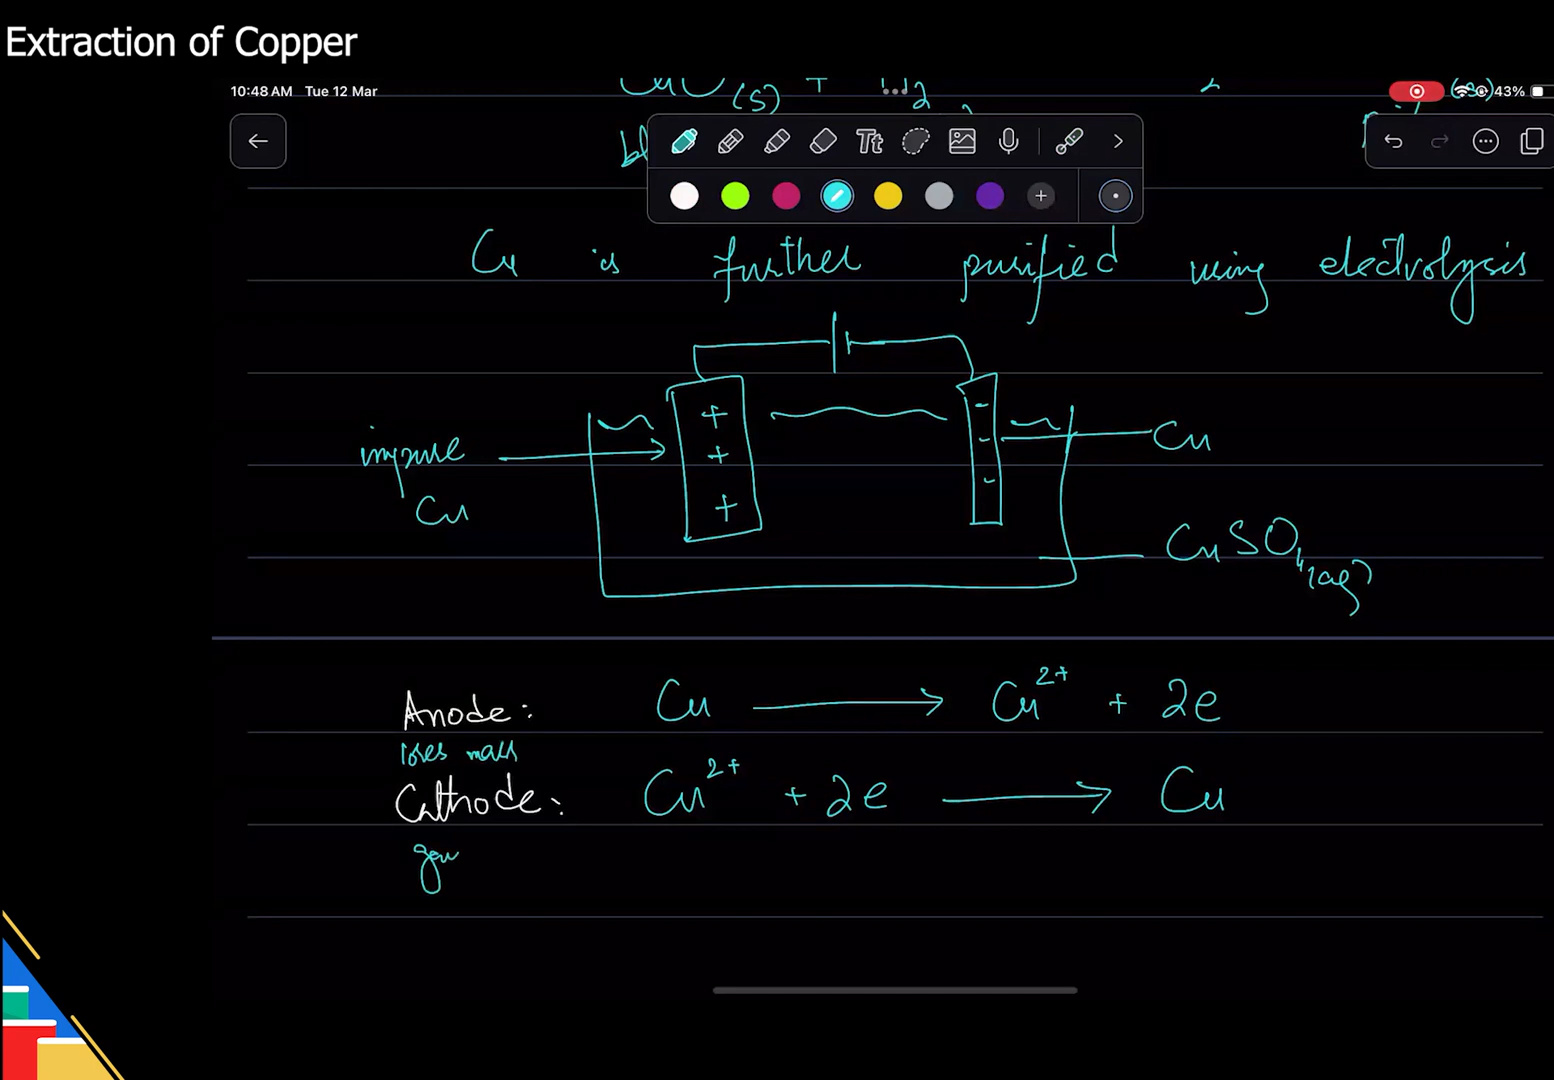 Extraction of Copper
10:48 AM Tue 12 Mar
43%
(s) +
Tt
Cu is further purified using electrolysis
+
-
+
-
impure
Cu
Cu
+
-
CuSO4(aq)
Anode: Cu → Cu²⁺ + 2e
loses mass
Cathode: Cu²⁺ + 2e → Cu